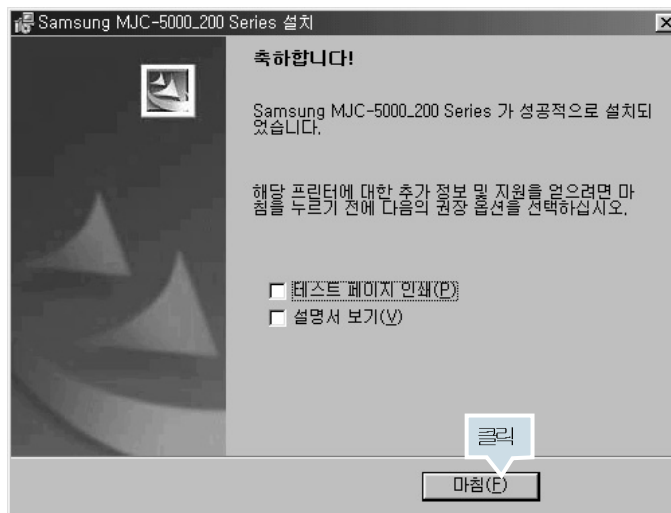 Samsung MJC-5000_200 Series 설치
축하합니다!
Samsung MJC-5000_200 Series 가 성공적으로 설치되
었습니다.
해당 프린터에 대한 추가 정보 및 지원을 얻으려면 마
침을 누르기 전에 다음의 권장 옵션을 선택하십시오.
테스트 페이지 인쇄(P)
설명서 보기(V)
클릭
마침(F)